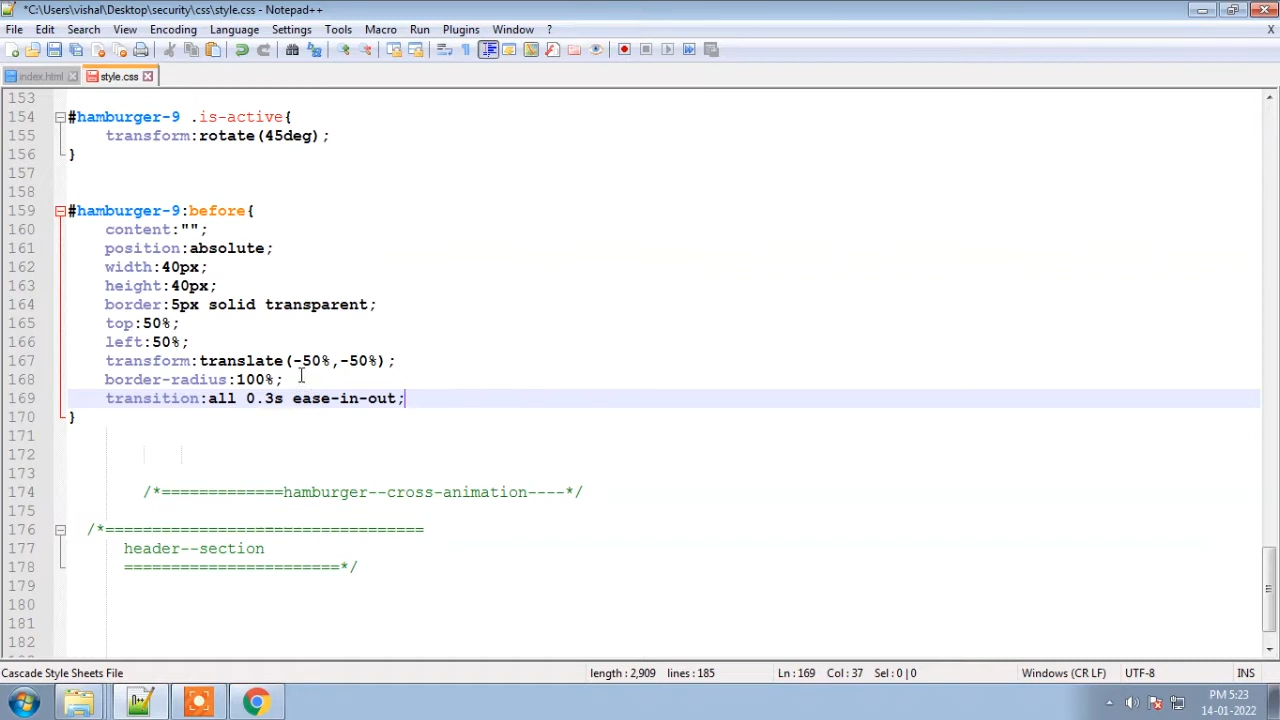 *C:\Users\vishal\Desktop\security\css\style.css - Notepad++
File Edit Search View Encoding Language Settings Tools Macro Run Plugins Window ? X
index.html style.css
153
154 #hamburger-9 .is-active{
155 transform:rotate(45deg);
156 }
157
158
159 #hamburger-9:before{
160 content:"";
161 position:absolute;
162 width:40px;
163 height:40px;
164 border:5px solid transparent;
165 top:50%;
166 left:50%;
167 transform:translate(-50%,-50%);
168 border-radius:100%;
169 transition:all 0.3s ease-in-out;
170 }
171
172
173
174 /*=============hamburger--cross-animation----*/
175
176 /*==================================
177 header--section
178 =======================*/
179
180
181
182
Cascade Style Sheets File length : 2,909 lines : 185 Ln : 169 Col : 37 Sel : 0 | 0 Windows (CR LF) UTF-8 INS
PM 5:23
14-01-2022